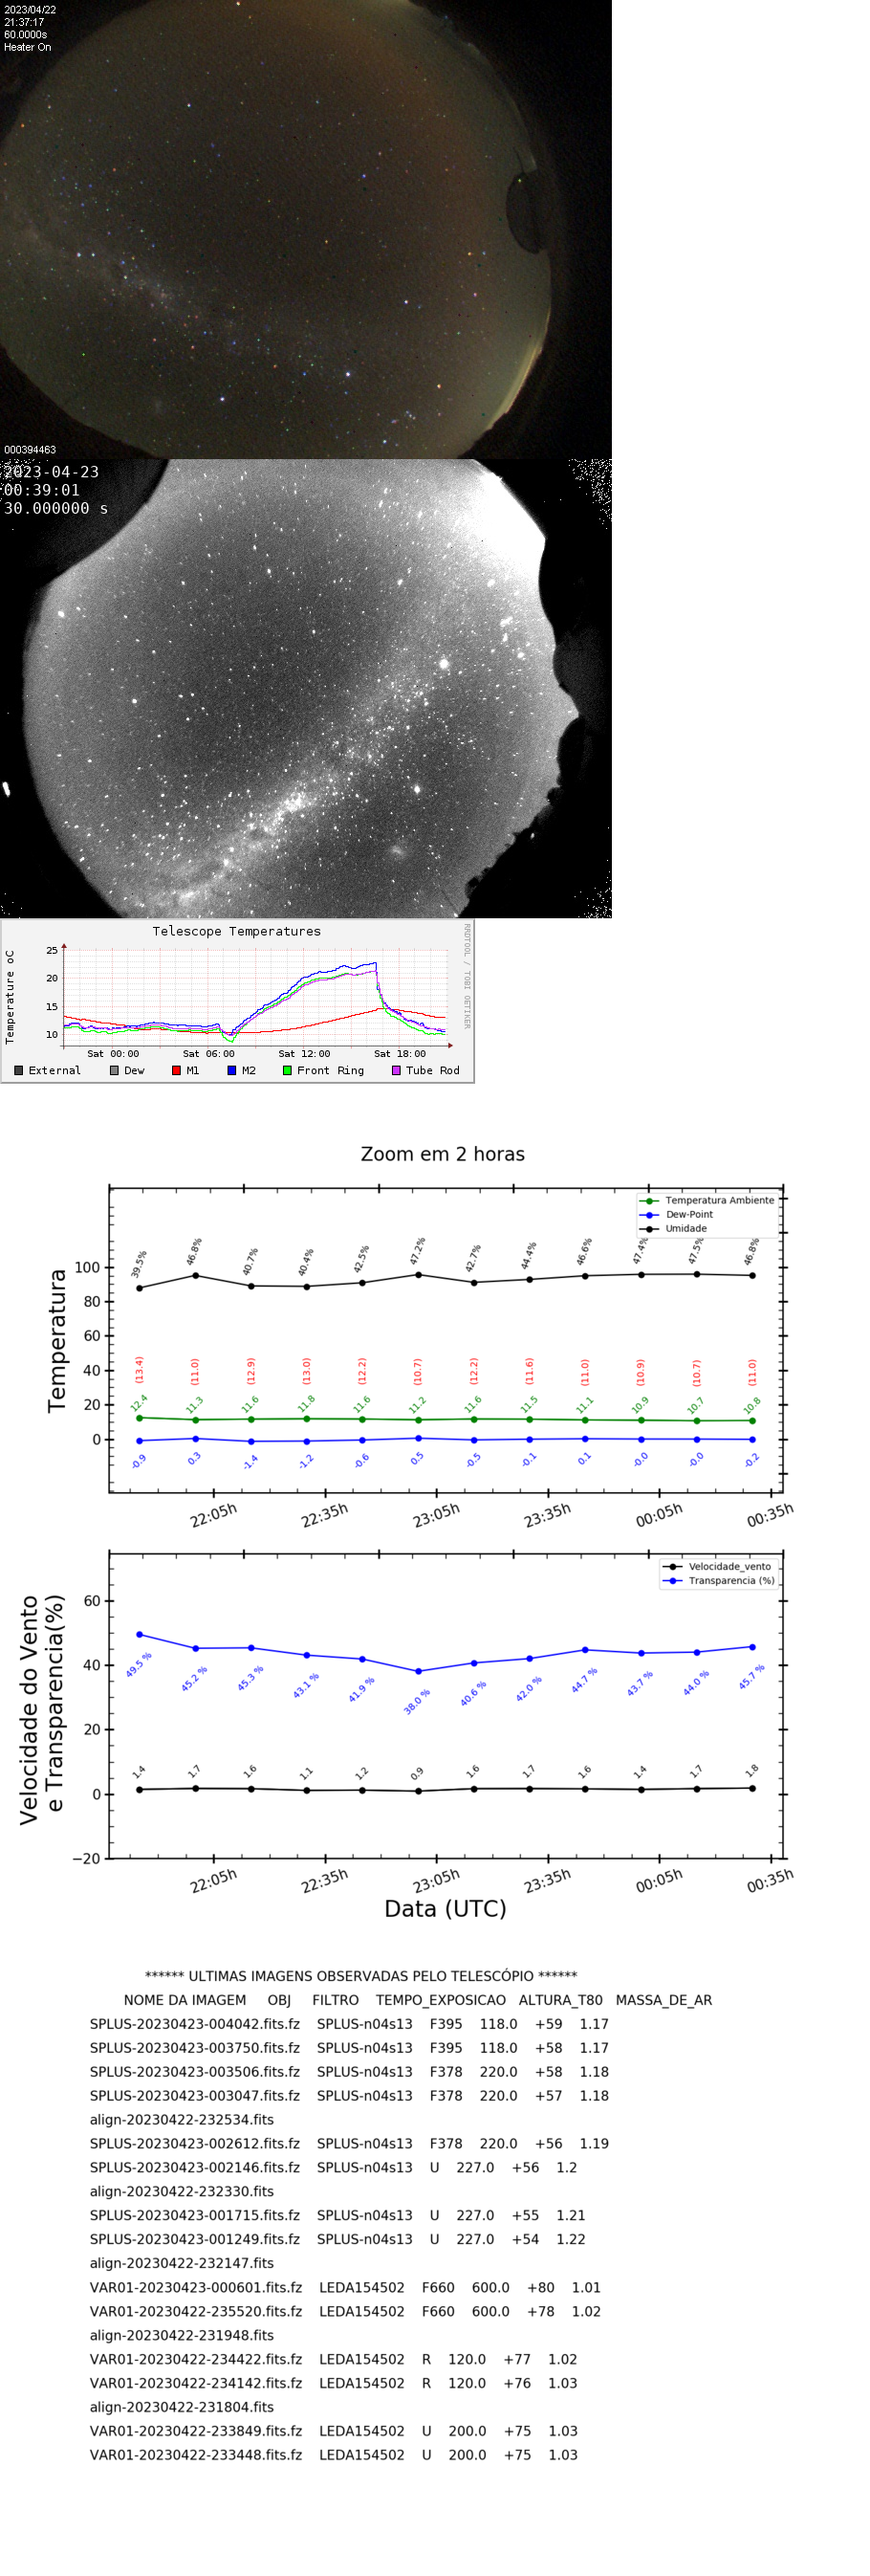 2023/04/22
21:37:17
60.0000s
Heater On
000394463
2023-04-23
00:39:01
30.000000 s
Telescope Temperatures
RRDTOOL / TOBI OETIKER
Temperature oC
25
20
15
10
Sat 00:00 Sat 06:00 Sat 12:00 Sat 18:00
External Dew M1 M2 Front Ring Tube Rod
Zoom em 2 horas
Temperatura Ambiente
Dew-Point
Umidade
Temperatura
100
80
60
40
20
0
39.5% 46.8% 40.7% 40.4% 42.5% 47.2% 42.7% 44.4% 46.6% 47.4% 47.5% 46.8%
(13.4) (11.0) (12.9) (13.0) (12.2) (10.7) (12.2) (11.6) (11.0) (10.9) (10.7) (11.0)
12.4 11.3 11.6 11.8 11.6 11.2 11.6 11.5 11.1 10.9 10.7 10.8
-0.9 0.3 -1.4 -1.2 -0.6 0.5 -0.5 -0.1 0.1 -0.0 -0.0 -0.2
22:05h 22:35h 23:05h 23:35h 00:05h 00:35h
Velocidade_vento
Transparencia (%)
Velocidade do Vento
e Transparencia(%)
60
40
20
0
−20
49.5 % 45.2 % 45.3 % 43.1 % 41.9 % 38.0 % 40.6 % 42.0 % 44.7 % 43.7 % 44.0 % 45.7 %
1.4 1.7 1.6 1.1 1.2 0.9 1.6 1.7 1.6 1.4 1.7 1.8
22:05h 22:35h 23:05h 23:35h 00:05h 00:35h
Data (UTC)
****** ULTIMAS IMAGENS OBSERVADAS PELO TELESCÓPIO ******
NOME DA IMAGEM OBJ FILTRO TEMPO_EXPOSICAO ALTURA_T80 MASSA_DE_AR
SPLUS-20230423-004042.fits.fz SPLUS-n04s13 F395 118.0 +59 1.17
SPLUS-20230423-003750.fits.fz SPLUS-n04s13 F395 118.0 +58 1.17
SPLUS-20230423-003506.fits.fz SPLUS-n04s13 F378 220.0 +58 1.18
SPLUS-20230423-003047.fits.fz SPLUS-n04s13 F378 220.0 +57 1.18
align-20230422-232534.fits
SPLUS-20230423-002612.fits.fz SPLUS-n04s13 F378 220.0 +56 1.19
SPLUS-20230423-002146.fits.fz SPLUS-n04s13 U 227.0 +56 1.2
align-20230422-232330.fits
SPLUS-20230423-001715.fits.fz SPLUS-n04s13 U 227.0 +55 1.21
SPLUS-20230423-001249.fits.fz SPLUS-n04s13 U 227.0 +54 1.22
align-20230422-232147.fits
VAR01-20230423-000601.fits.fz LEDA154502 F660 600.0 +80 1.01
VAR01-20230422-235520.fits.fz LEDA154502 F660 600.0 +78 1.02
align-20230422-231948.fits
VAR01-20230422-234422.fits.fz LEDA154502 R 120.0 +77 1.02
VAR01-20230422-234142.fits.fz LEDA154502 R 120.0 +76 1.03
align-20230422-231804.fits
VAR01-20230422-233849.fits.fz LEDA154502 U 200.0 +75 1.03
VAR01-20230422-233448.fits.fz LEDA154502 U 200.0 +75 1.03